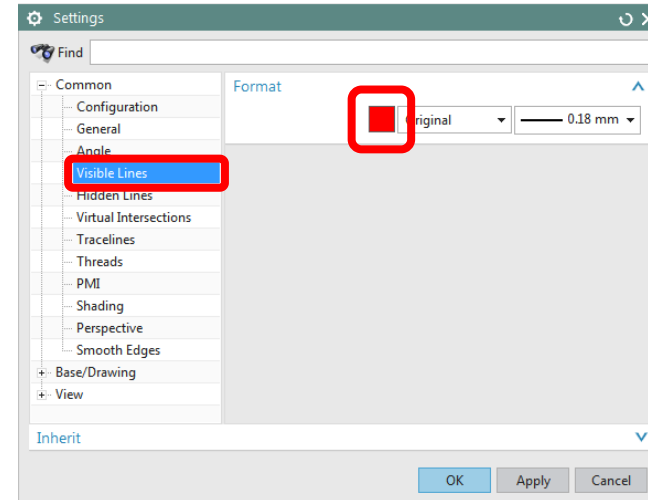 Settings
Find
Common
Configuration
General
Angle
Visible Lines
Hidden Lines
Virtual Intersections
Tracelines
Threads
PMI
Shading
Perspective
Smooth Edges
Base/Drawing
View
Format
Original 0.18 mm
Inherit
OK Apply Cancel